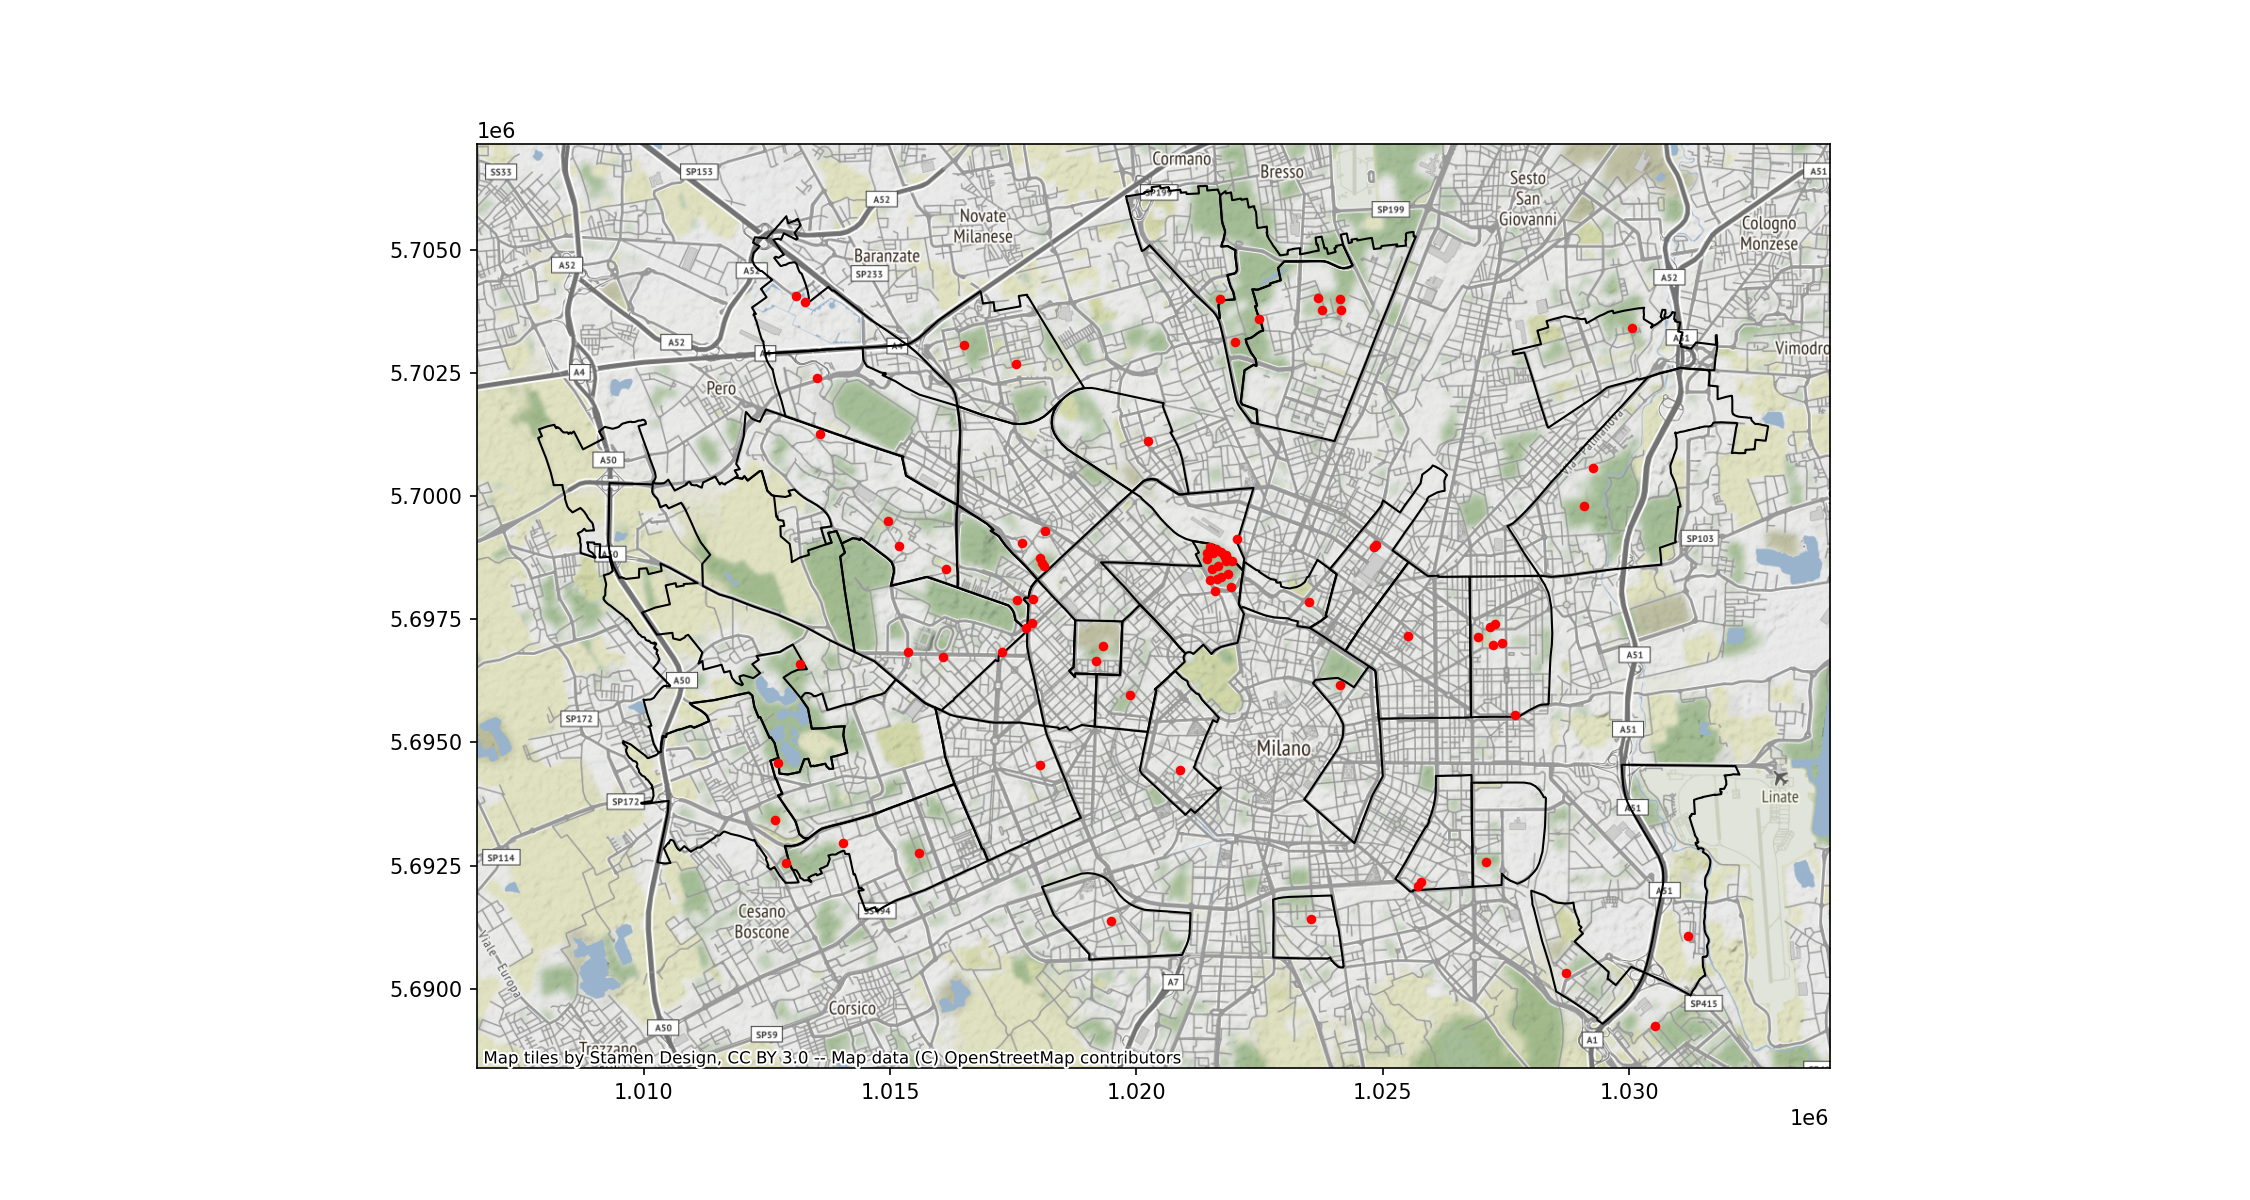 1e6
Cormano
SS33
SP153
Bresso
A51
Sesto
San
Giovanni
SP199
A52
SP199
Novate
Milanese
Cologno
Monzese
5.7050
Baranzate
A52
A52
SP233
A52
A51
A52
A4
A4
Vimodro
5.7025
A4
Pero
Via Palmanova
A50
5.7000
SP103
A50
5.6975
A51
A50
SP172
A51
5.6950
Milano
Linate
SP172
A51
SP114
5.6925
A51
Cesano
Boscone
SS494
Viale Europa
5.6900
A7
Corsico
SP415
A50
SP59
A1
Trezzano
Map tiles by Stamen Design, CC BY 3.0 -- Map data (C) OpenStreetMap contributors
1.010
1.015
1.020
1.025
1.030
1e6